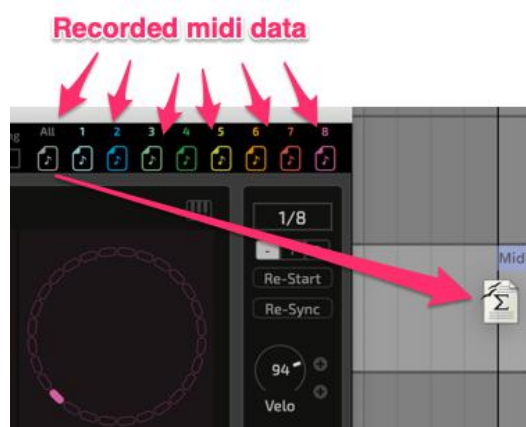 Recorded midi data
ng All 1 2 3 4 5 6 7 8
1/8
-
Re-Start
Re-Sync
Mid
Σ
94
Velo